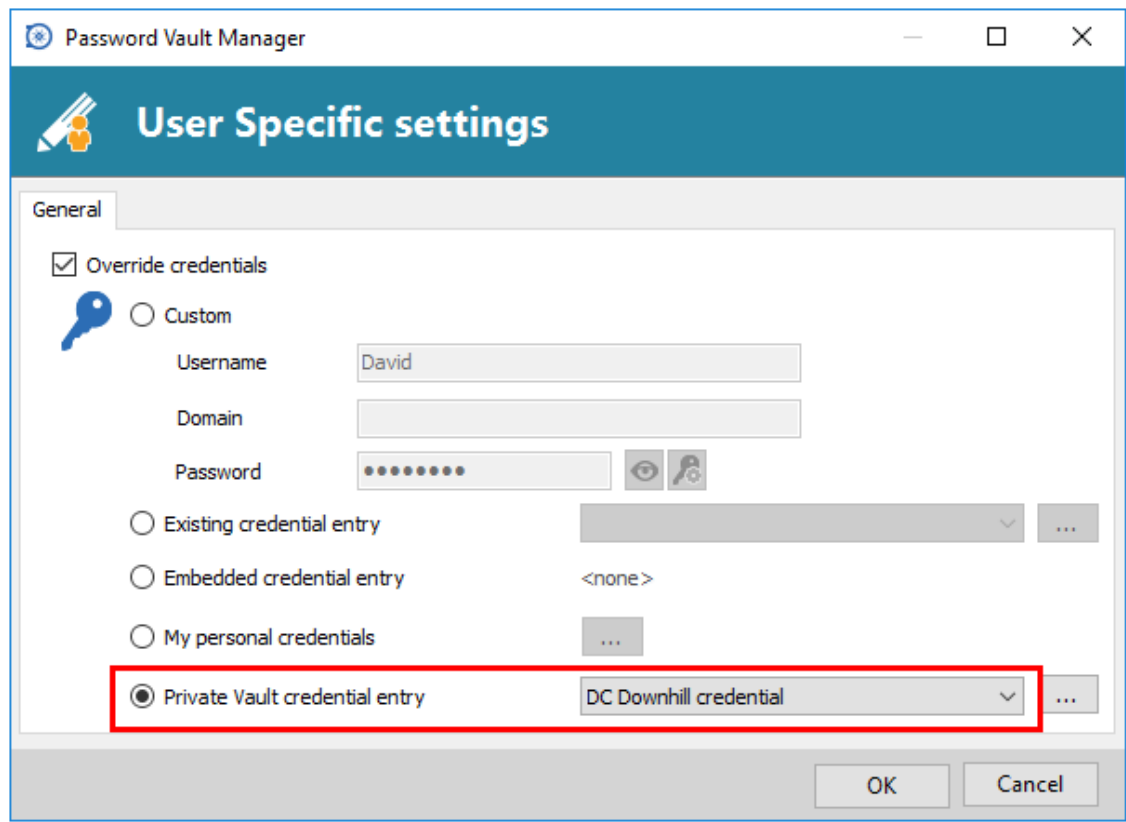 Password Vault Manager
User Specific settings
General
Override credentials
Custom
Username David
Domain
Password ••••••••
Existing credential entry ...
Embedded credential entry <none>
My personal credentials ...
Private Vault credential entry DC Downhill credential ...
OK Cancel